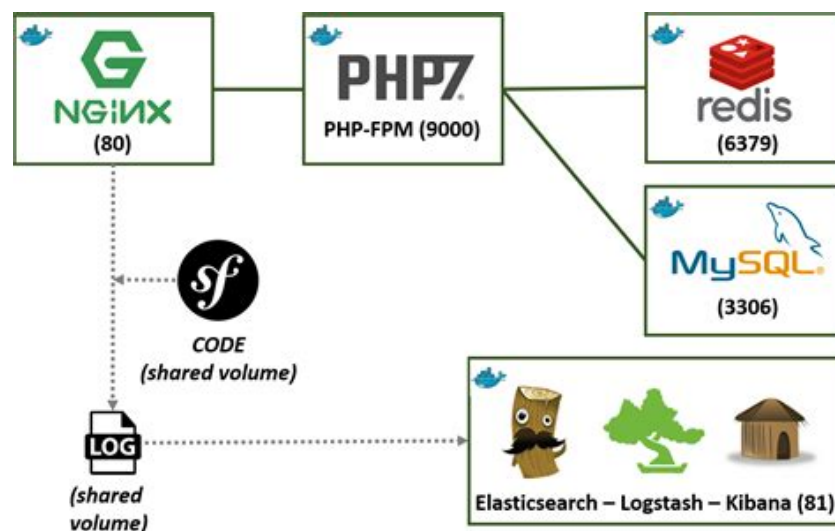 NGINX
(80)
PHP7
PHP-FPM (9000)
redis
(6379)
MySQL®
(3306)
sf
CODE
(shared volume)
LOG
(shared
volume)
Elasticsearch – Logstash – Kibana (81)